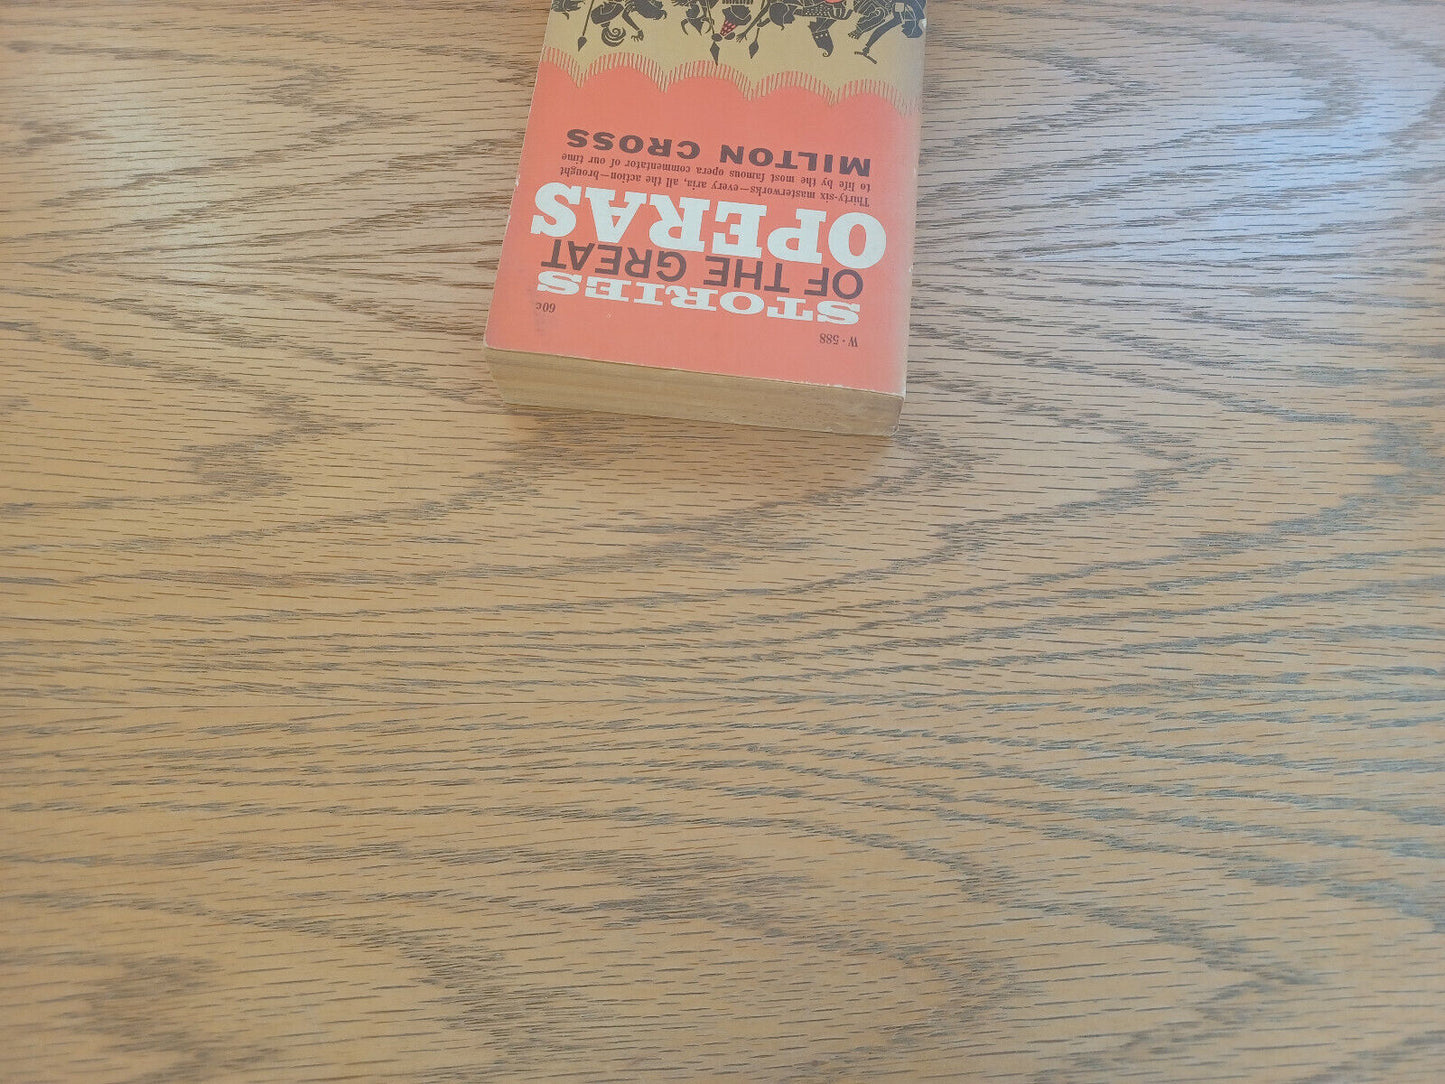 W•588
60c
STORIES
OF THE GREAT
OPERAS
Thirty-six masterworks—every aria, all the action—brought
to life by the most famous opera commentator of our time
MILTON CROSS